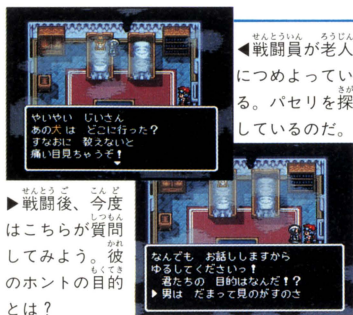 ◀戦闘員が老人
につめよってい
る。パセリを探
しているのだ。
やいやい じいさん
あの犬は どこに行った?
すなおに 教えないと
痛い目見ちゃうぞ!
▶戦闘後、今度
はこちらが質問
してみよう。彼
のホントの目的
とは?
なんでも お話ししますから
ゆるしてくださいっ!
君たちの 目的はなんだ!?
▶男は だまって見のがすのさ